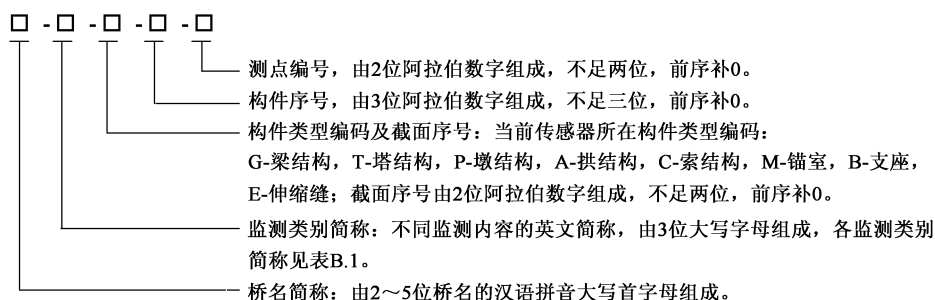 □ - □ - □ - □ - □
测点编号，由2位阿拉伯数字组成，不足两位，前序补0。
构件序号，由3位阿拉伯数字组成，不足三位，前序补0。
构件类型编码及截面序号：当前传感器所在构件类型编码：
G-梁结构，T-塔结构，P-墩结构，A-拱结构，C-索结构，M-锚室，B-支座，
E-伸缩缝；截面序号由2位阿拉伯数字组成，不足两位，前序补0。
监测类别简称：不同监测内容的英文简称，由3位大写字母组成，各监测类别
简称见表B.1。
桥名简称：由2～5位桥名的汉语拼音大写首字母组成。